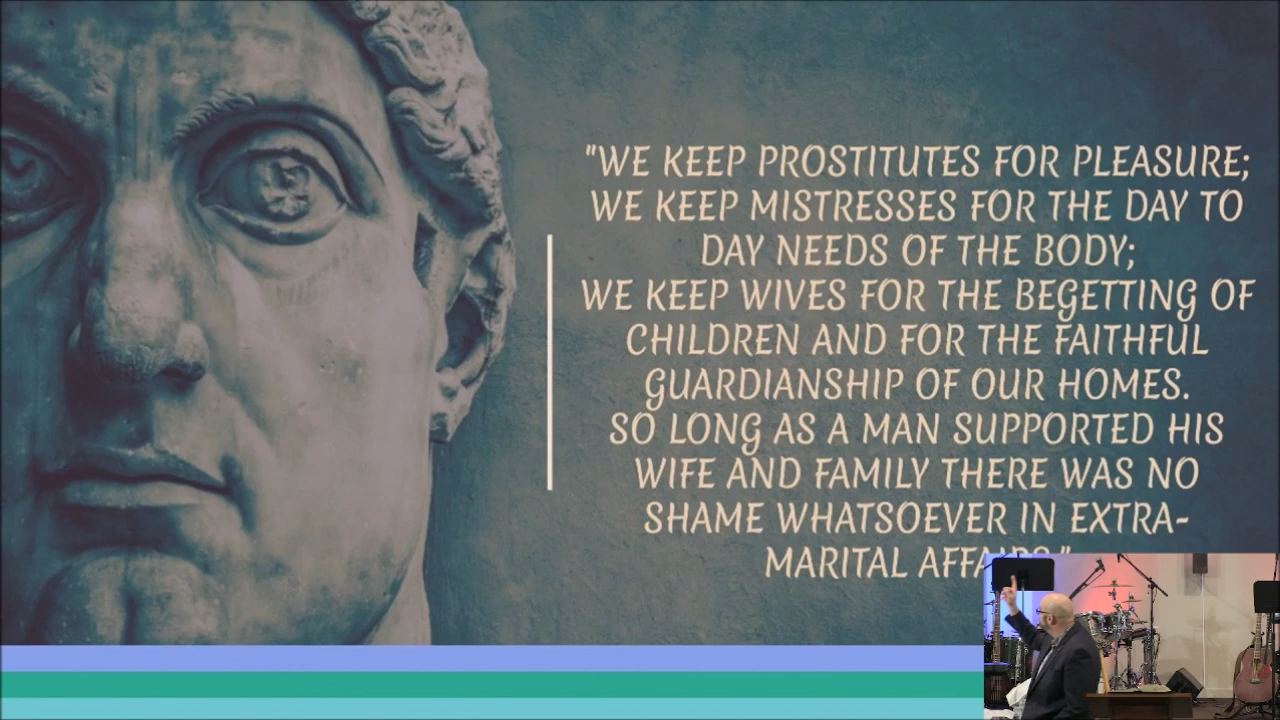 "WE KEEP PROSTITUTES FOR PLEASURE;
WE KEEP MISTRESSES FOR THE DAY TO
DAY NEEDS OF THE BODY;
WE KEEP WIVES FOR THE BEGETTING OF
CHILDREN AND FOR THE FAITHFUL
GUARDIANSHIP OF OUR HOMES.
SO LONG AS A MAN SUPPORTED HIS
WIFE AND FAMILY THERE WAS NO
SHAME WHATSOEVER IN EXTRA-
MARITAL